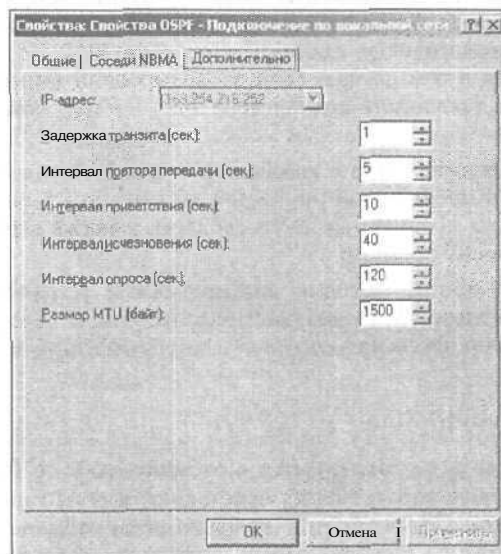 Свойства: Свойства OSPF - Подключение по локальной сети
Общие | Соседи NBMA | Дополнительно
IP-адрес:
Задержка транзита (сек): 1
Интервал повтора передачи (сек): 5
Интервал приветствия (сек): 10
Интервал исчезновения (сек): 40
Интервал опроса (сек): 120
Размер MTU (байт): 1500
OK Отмена